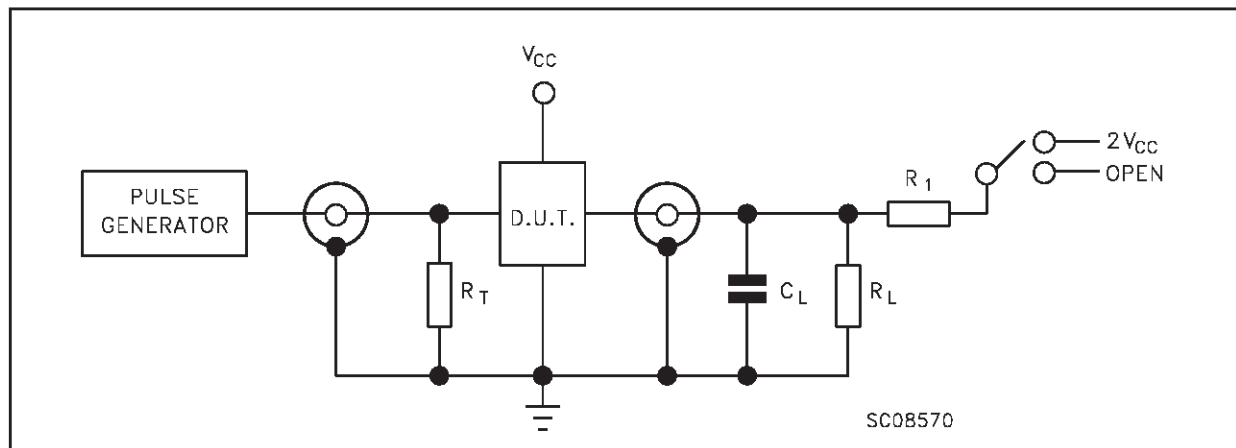 VCC
2VCC
OPEN
R1
PULSE
GENERATOR
D.U.T.
RT
CL
RL
SC08570